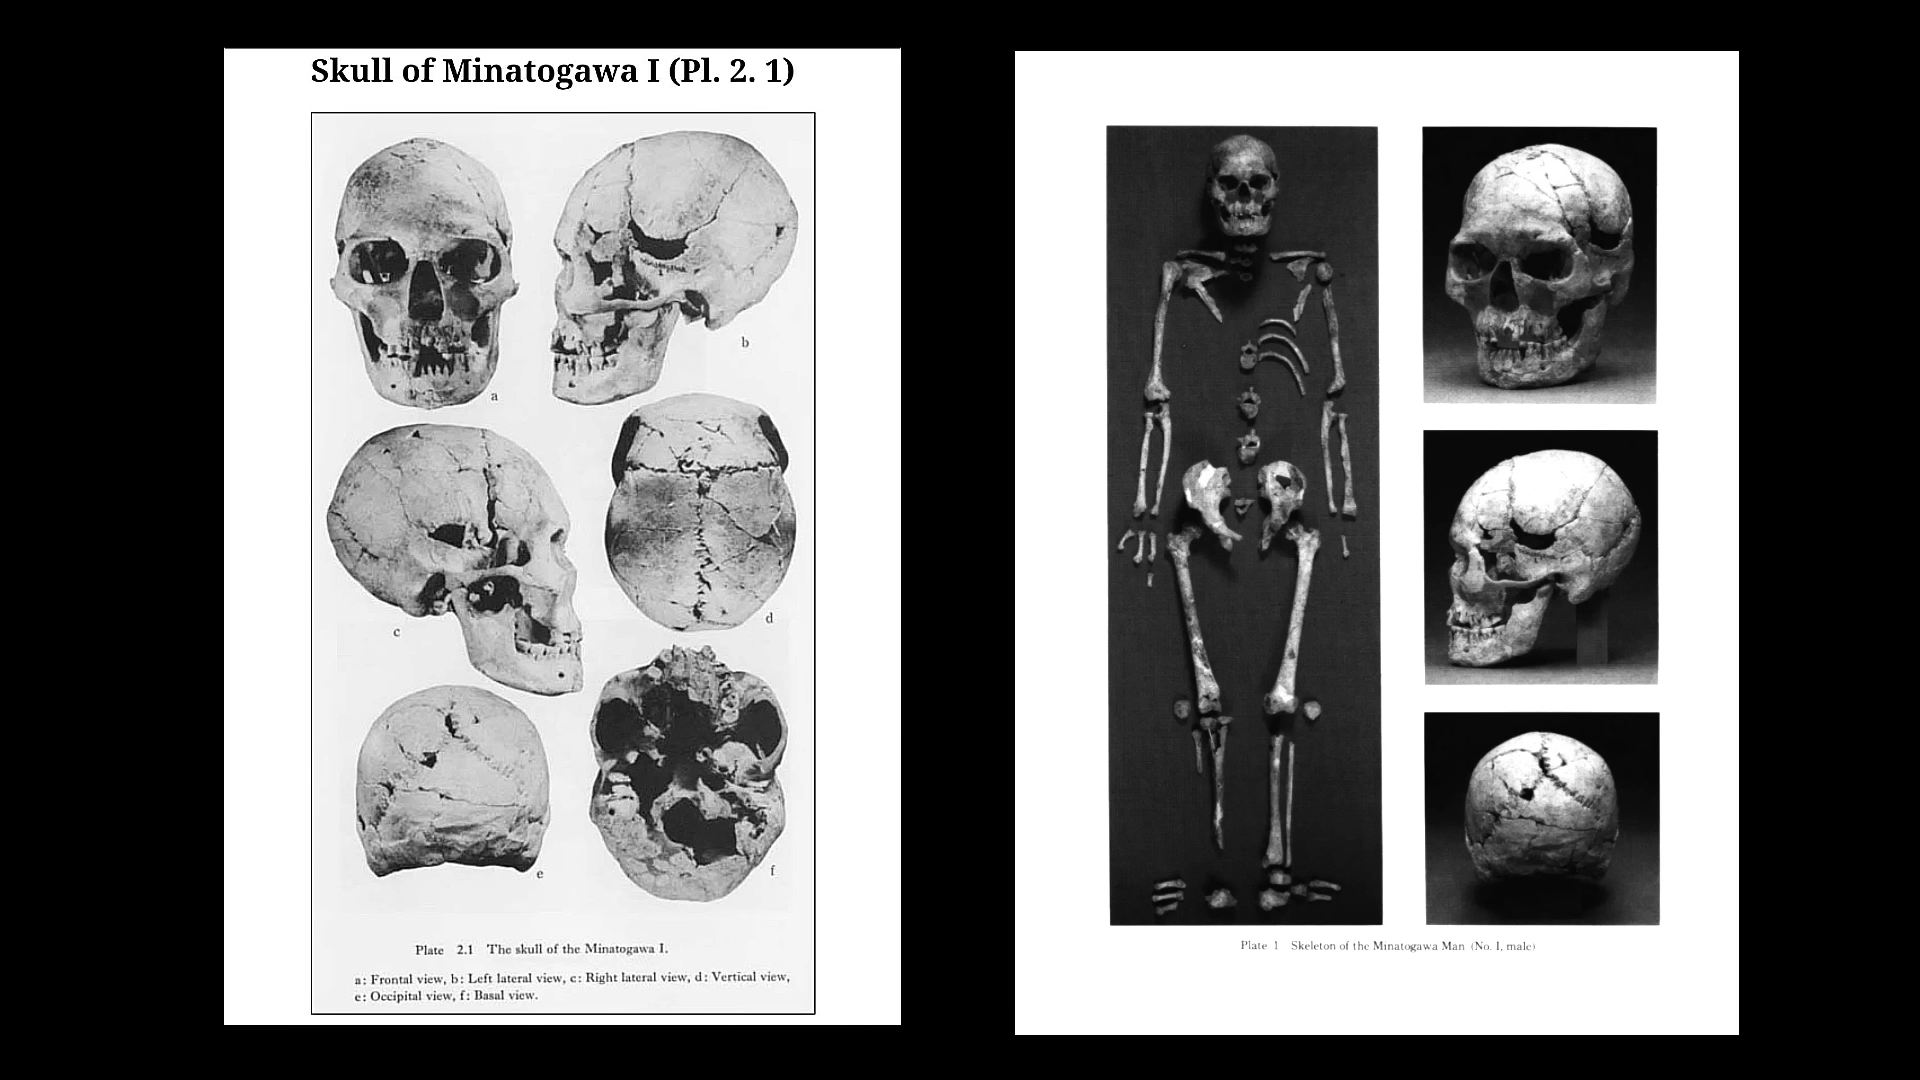 Skull of Minatogawa I (Pl. 2. 1)
a
b
c
d
e
f
Plate 2.1 The skull of the Minatogawa I.
a: Frontal view, b: Left lateral view, c: Right lateral view, d: Vertical view,
e: Occipital view, f: Basal view.
Plate 1 Skeleton of the Minatogawa Man (No. I, male)